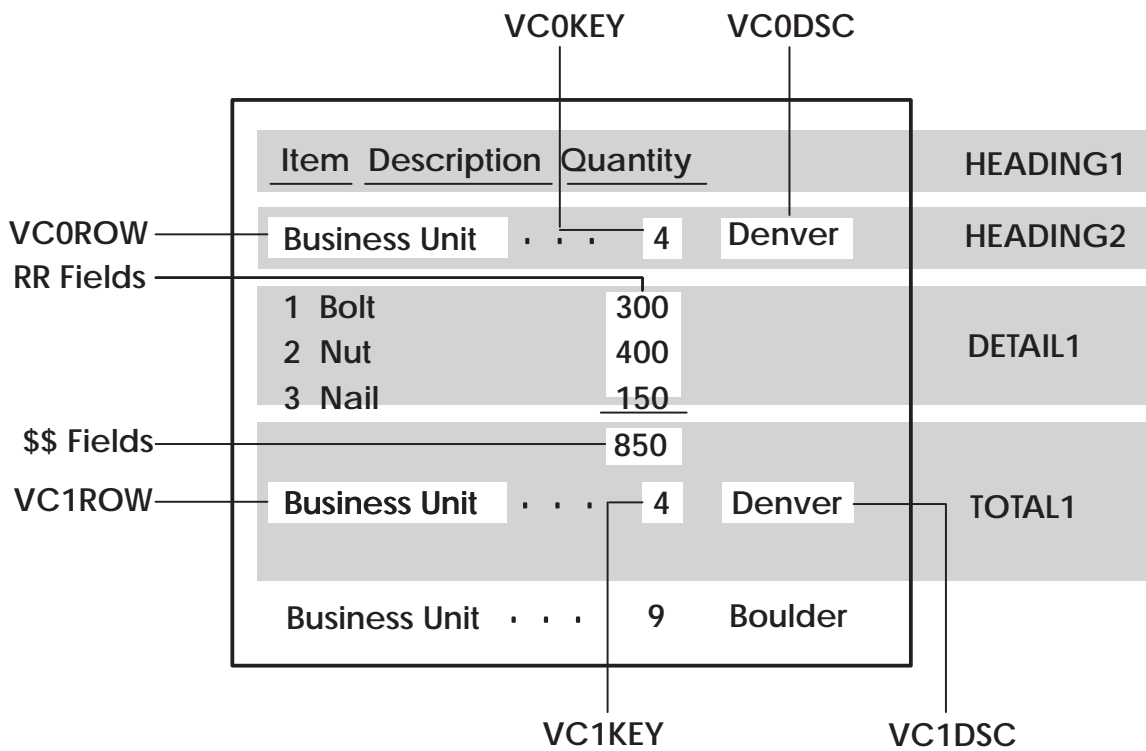 VC0KEY VC0DSC
Item Description Quantity HEADING1
VC0ROW Business Unit . . . 4 Denver HEADING2
RR Fields
1 Bolt 300
2 Nut 400 DETAIL1
3 Nail 150
$$ Fields 850
VC1ROW Business Unit . . . 4 Denver TOTAL1
Business Unit . . . 9 Boulder
VC1KEY VC1DSC